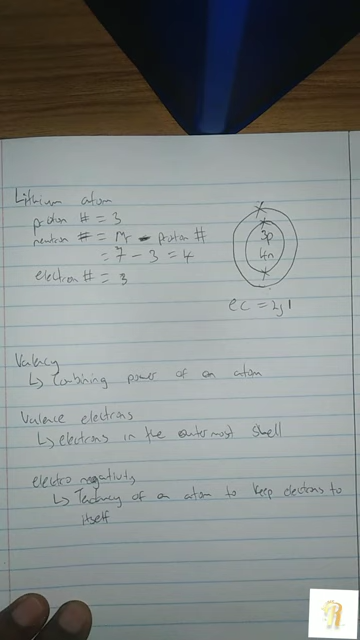 Lithium atom
proton # = 3
neutron # = Mr - proton #
= 7 - 3 = 4
electron # = 3
3p
4n
ec = 2,1
Valency
↳ Combining power of an atom
Valence electrons
↳ electrons in the outermost shell
electro negativity
↳ Tendency of an atom to keep electrons to
itself